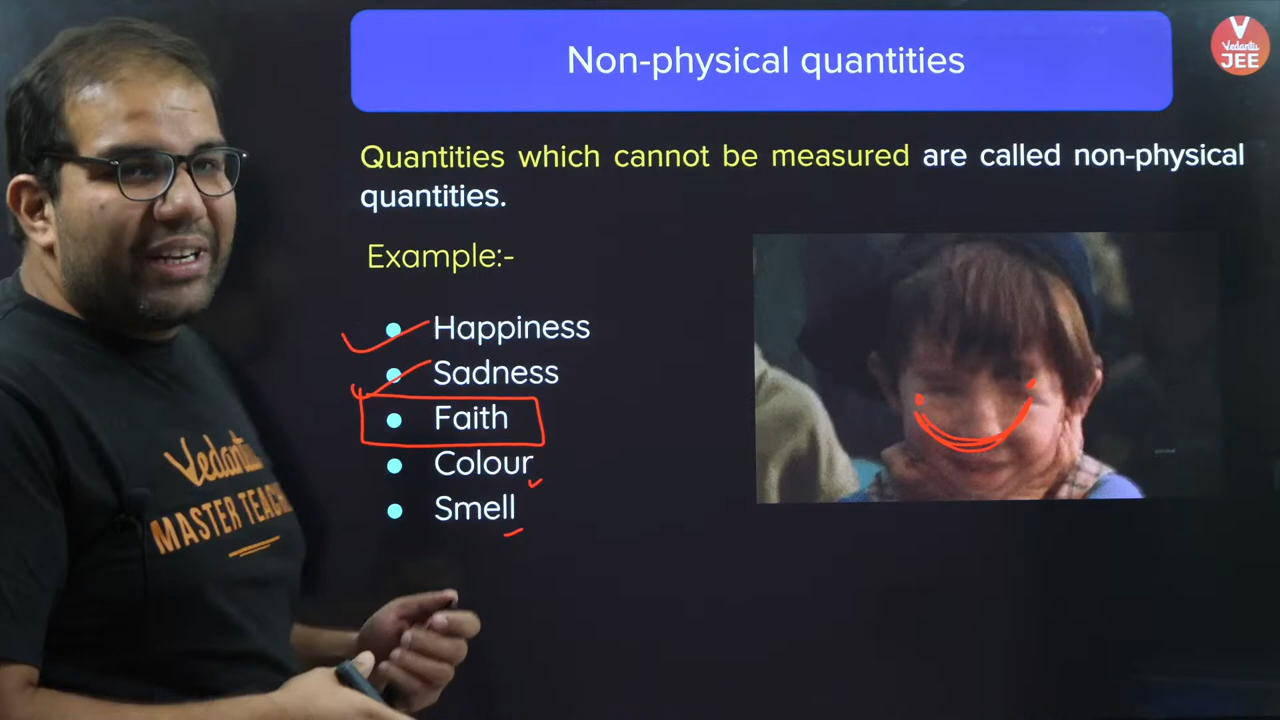 Non-physical quantities
V
Vedantu
JEE
Quantities which cannot be measured are called non-physical
quantities.
Example:-
Happiness
Sadness
Faith
Colour
Smell
Vedantu
MASTER